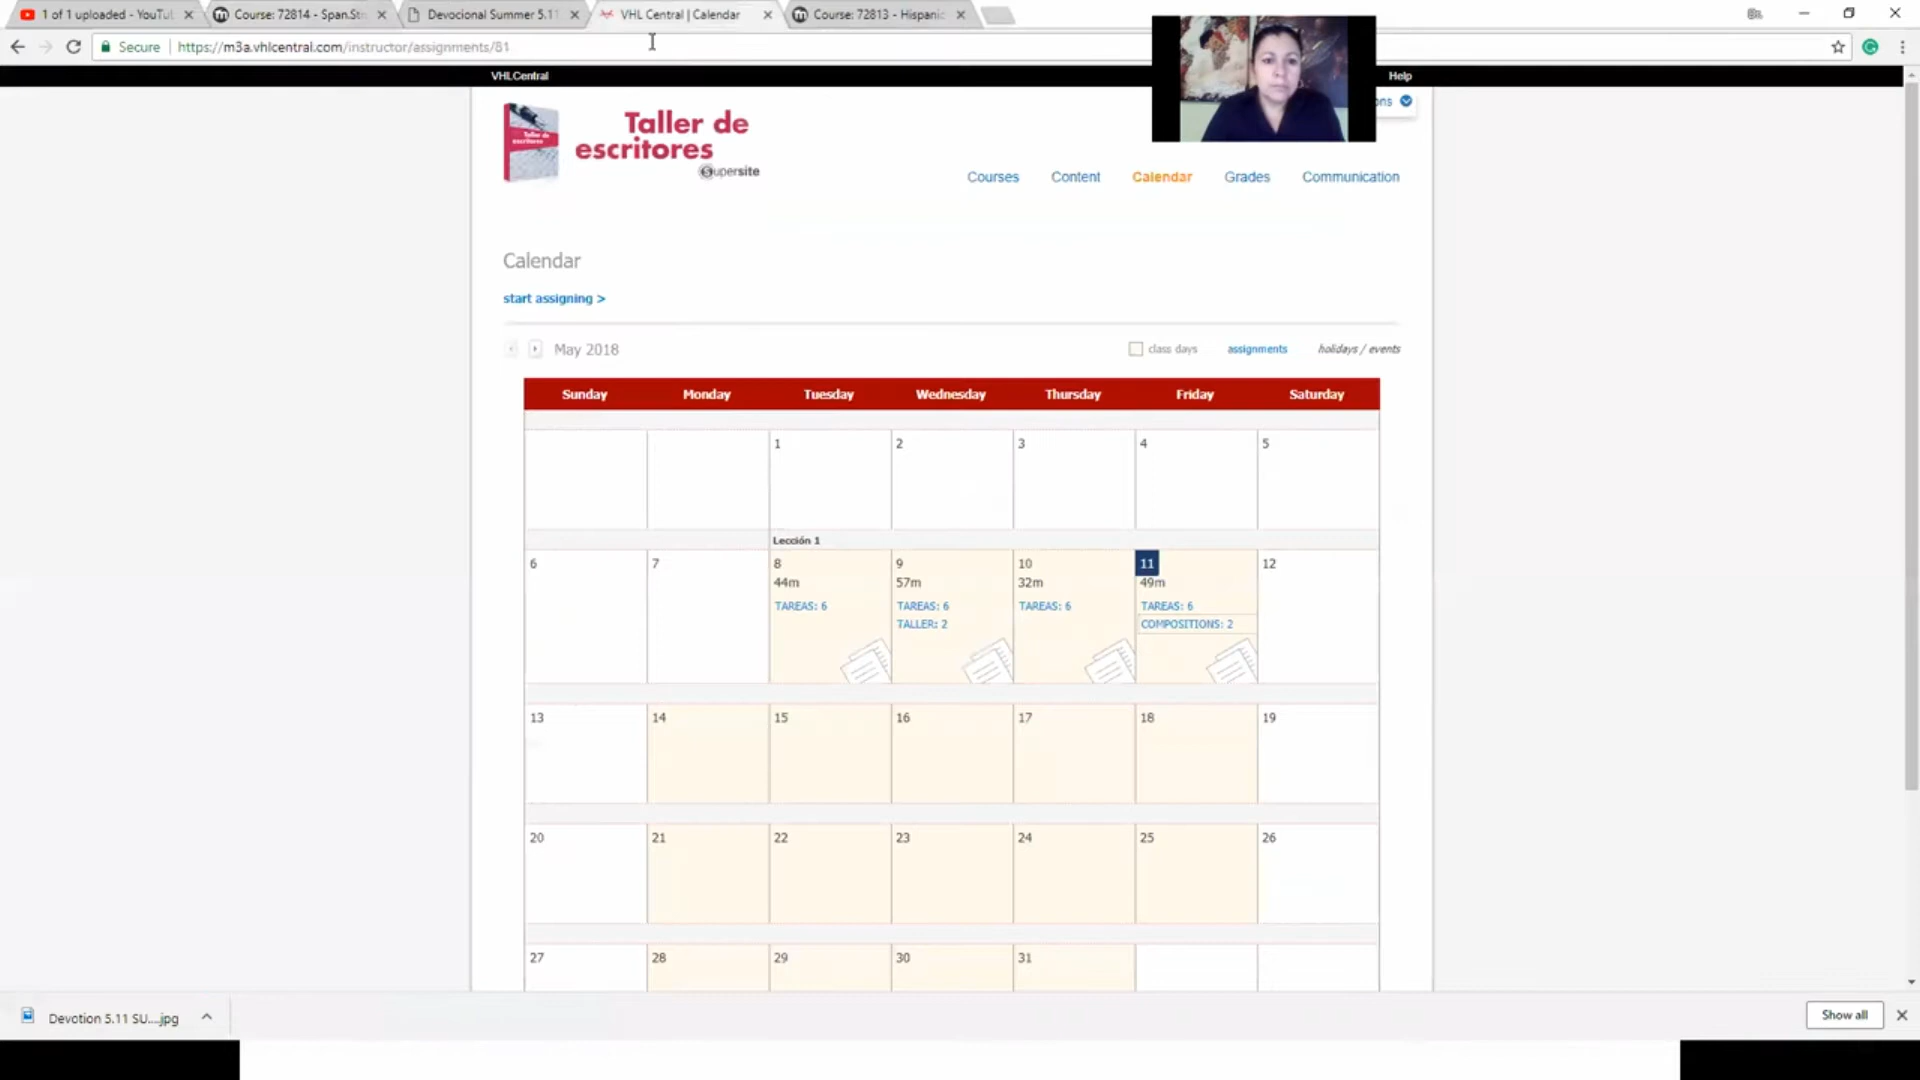 1 of 1 uploaded - YouTu
Course: 72814 - Span.St
Devocional Summer 5.1
VHL Central | Calendar
Course: 72813 - Hispani
Secure
https://m3a.vhlcentral.com/instructor/assignments/81
VHLCentral
Help
Taller de
escritores
Supersite
Courses
Content
Calendar
Grades
Communication
Calendar
start assigning >
May 2018
class days
assignments
holidays / events
Sunday Monday Tuesday Wednesday Thursday Friday Saturday
1 2 3 4 5
Lección 1
6 7 8 9 10 11 12
44m 57m 32m 49m
TAREAS: 6 TAREAS: 6 TAREAS: 6 TAREAS: 6
TALLER: 2 COMPOSITIONS: 2
13 14 15 16 17 18 19
20 21 22 23 24 25 26
27 28 29 30 31
Devotion 5.11 SU....jpg
Show all